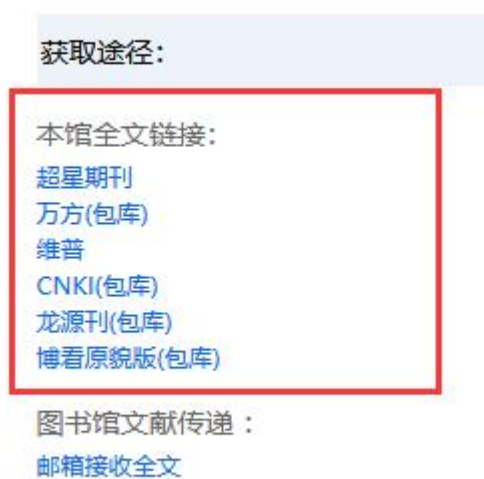 获取途径：
本馆全文链接：
超星期刊
万方(包库)
维普
CNKI(包库)
龙源刊(包库)
博看原貌版(包库)
图书馆文献传递：
邮箱接收全文